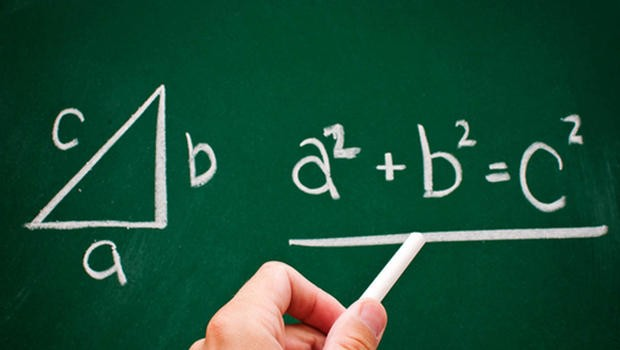 c
b
a
a² + b² = c²